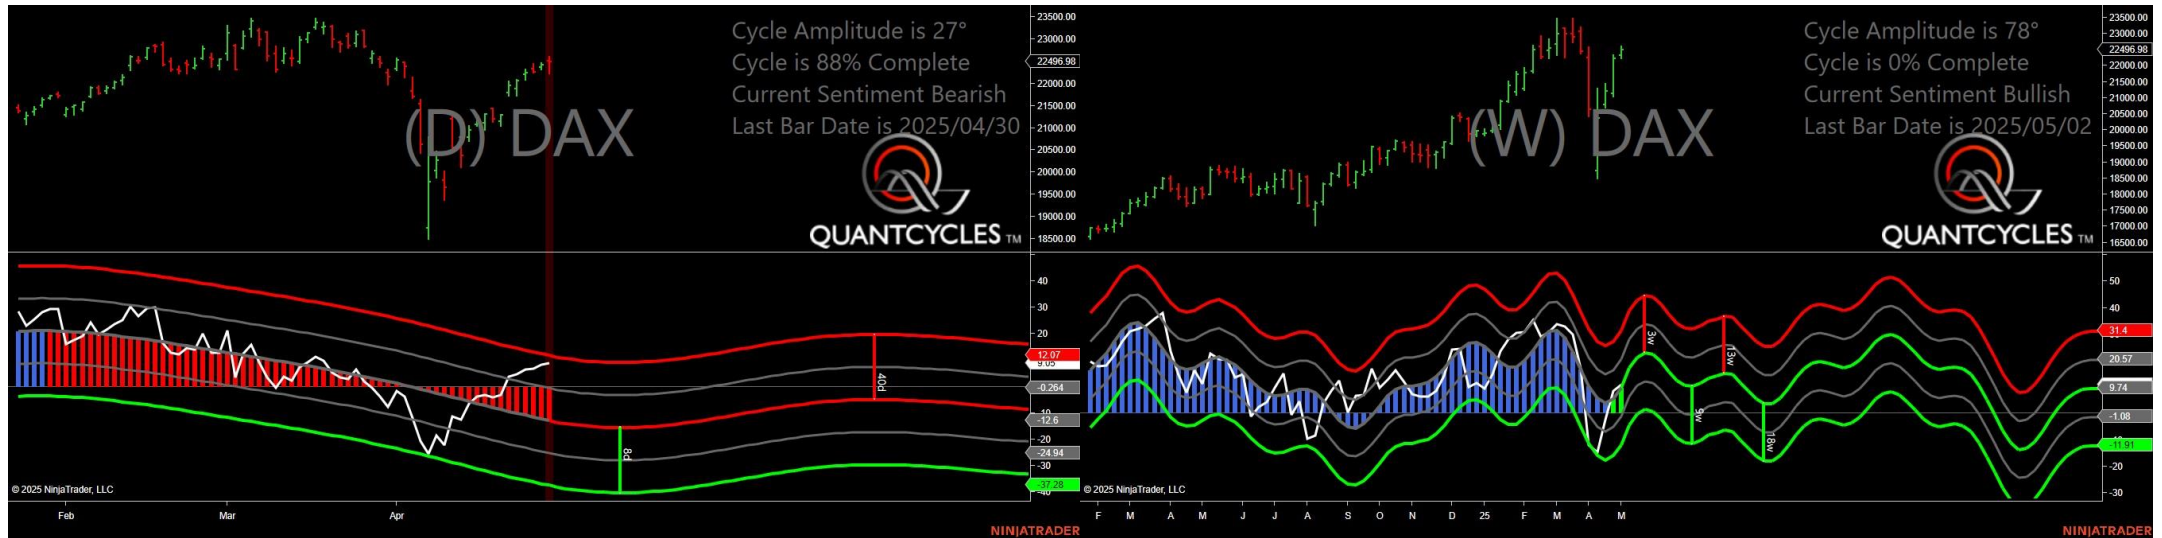 Cycle Amplitude is 27°
Cycle is 88% Complete
Current Sentiment Bearish
Last Bar Date is 2025/04/30
(D) DAX
QUANTCYCLES TM
23500.00
23000.00
22496.98
22000.00
21500.00
21000.00
20500.00
20000.00
19500.00
19000.00
18500.00
40
30
20
12.07
9.05
-0.264
-12.6
-20
-24.94
-30
-37.28
40d
8d
© 2025 NinjaTrader, LLC
Feb
Mar
Apr
NINJATRADER
Cycle Amplitude is 78°
Cycle is 0% Complete
Current Sentiment Bullish
Last Bar Date is 2025/05/02
(W) DAX
QUANTCYCLES TM
23500.00
23000.00
22496.98
22000.00
21500.00
21000.00
20500.00
20000.00
19500.00
19000.00
18500.00
18000.00
17500.00
17000.00
16500.00
50
40
31.4
20.57
9.74
-1.08
-11.91
-20
-30
3w
13w
9w
18w
© 2025 NinjaTrader, LLC
F
M
A
M
J
J
A
S
O
N
D
25
F
M
A
M
NINJATRADER